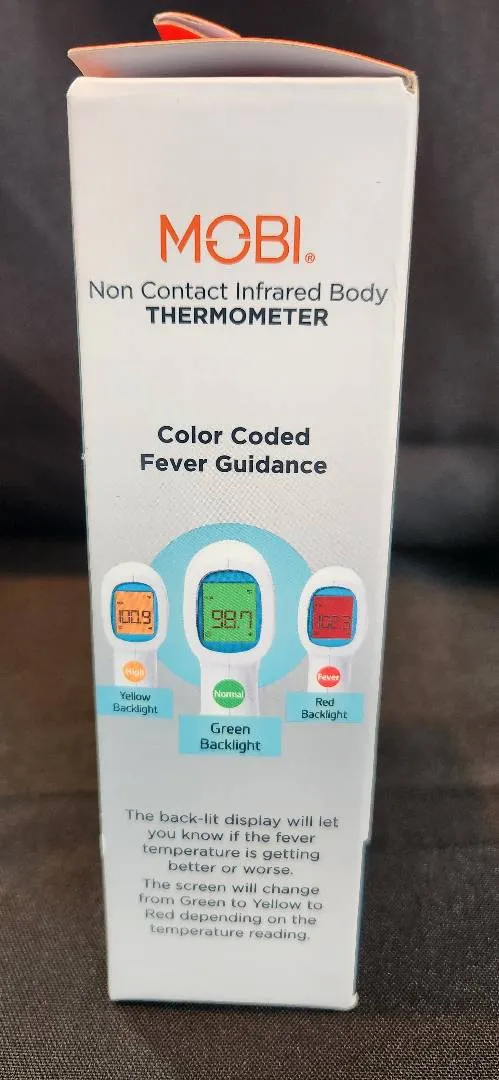 MOBI®
Non Contact Infrared Body
THERMOMETER
Color Coded
Fever Guidance
100.9
98.7
High
Normal
Fever
Yellow
Backlight
Green
Backlight
Red
Backlight
The back-lit display will let
you know if the fever
temperature is getting
better or worse.
The screen will change
from Green to Yellow to
Red depending on the
temperature reading.